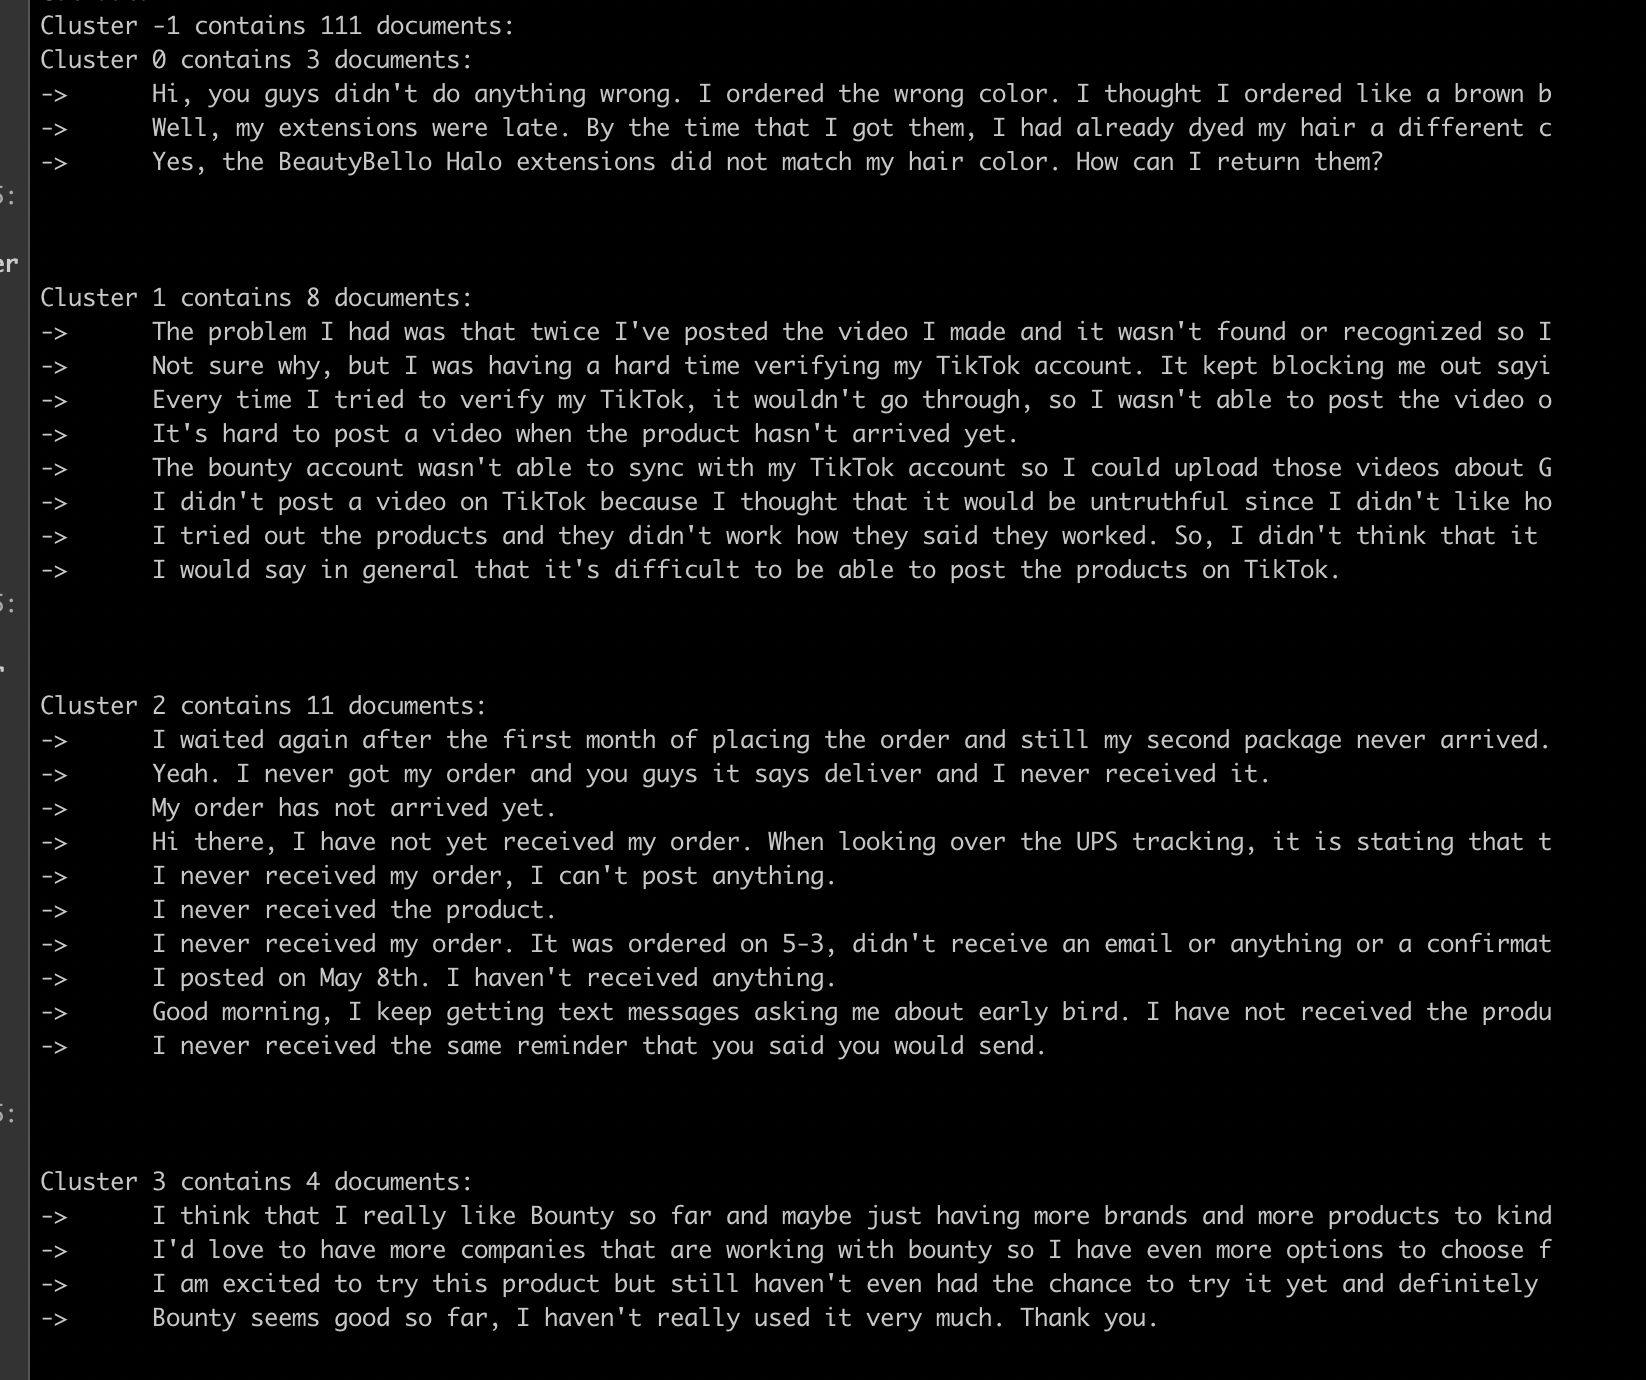 Cluster -1 contains 111 documents:
Cluster 0 contains 3 documents:
-> Hi, you guys didn't do anything wrong. I ordered the wrong color. I thought I ordered like a brown b
-> Well, my extensions were late. By the time that I got them, I had already dyed my hair a different c
-> Yes, the BeautyBello Halo extensions did not match my hair color. How can I return them?
5:
er
Cluster 1 contains 8 documents:
-> The problem I had was that twice I've posted the video I made and it wasn't found or recognized so I
-> Not sure why, but I was having a hard time verifying my TikTok account. It kept blocking me out sayi
-> Every time I tried to verify my TikTok, it wouldn't go through, so I wasn't able to post the video o
-> It's hard to post a video when the product hasn't arrived yet.
-> The bounty account wasn't able to sync with my TikTok account so I could upload those videos about G
-> I didn't post a video on TikTok because I thought that it would be untruthful since I didn't like ho
-> I tried out the products and they didn't work how they said they worked. So, I didn't think that it
-> I would say in general that it's difficult to be able to post the products on TikTok.
5:
Cluster 2 contains 11 documents:
-> I waited again after the first month of placing the order and still my second package never arrived.
-> Yeah. I never got my order and you guys it says deliver and I never received it.
-> My order has not arrived yet.
-> Hi there, I have not yet received my order. When looking over the UPS tracking, it is stating that t
-> I never received my order, I can't post anything.
-> I never received the product.
-> I never received my order. It was ordered on 5-3, didn't receive an email or anything or a confirmat
-> I posted on May 8th. I haven't received anything.
-> Good morning, I keep getting text messages asking me about early bird. I have not received the produ
-> I never received the same reminder that you said you would send.
5:
Cluster 3 contains 4 documents:
-> I think that I really like Bounty so far and maybe just having more brands and more products to kind
-> I'd love to have more companies that are working with bounty so I have even more options to choose f
-> I am excited to try this product but still haven't even had the chance to try it yet and definitely
-> Bounty seems good so far, I haven't really used it very much. Thank you.